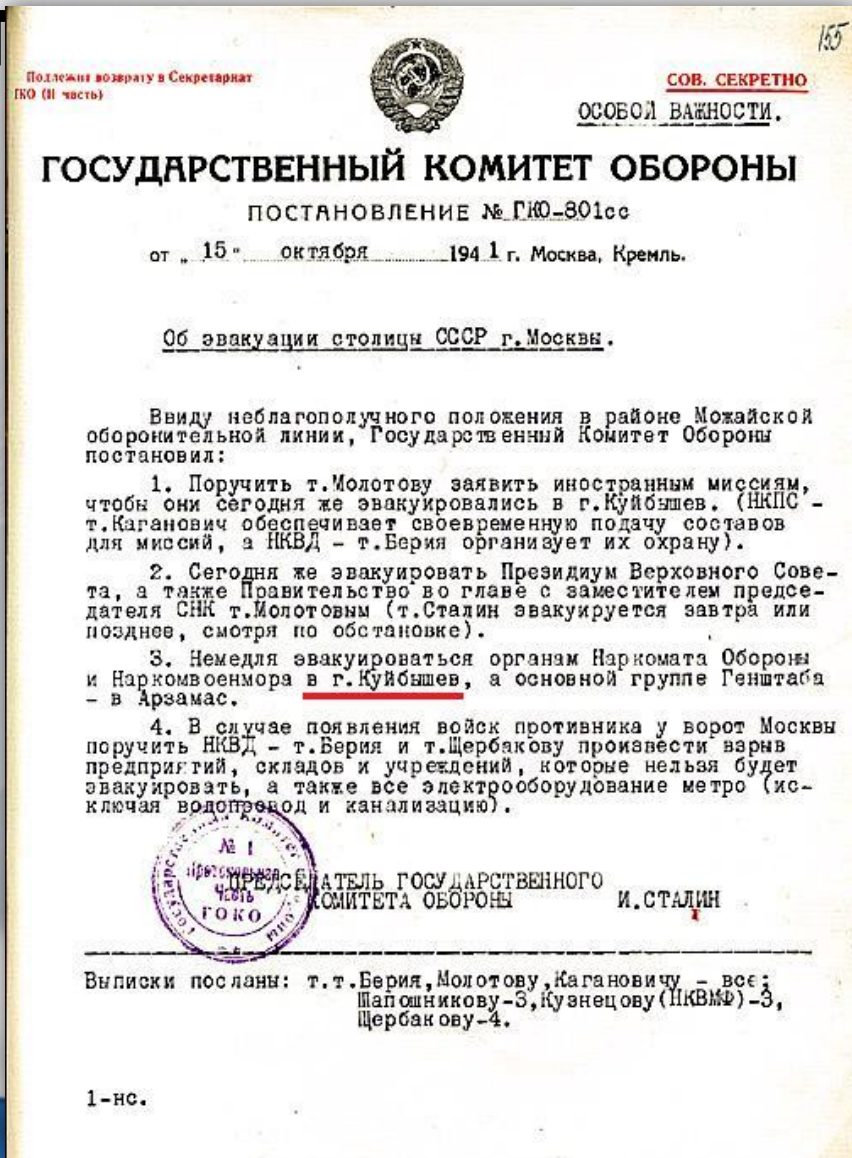 155
Подлежит возврату в Секретариат
ГКО (II часть)
СОВ. СЕКРЕТНО
ОСОБОЙ ВАЖНОСТИ.
ГОСУДАРСТВЕННЫЙ КОМИТЕТ ОБОРОНЫ
ПОСТАНОВЛЕНИЕ № ГКО-801сс
от „ 15 " октября 1941 г. Москва, Кремль.
Об эвакуации столицы СССР г.Москвы.
Ввиду неблагополучного положения в районе Можайской
оборонительной линии, Государственный Комитет Обороны
постановил:
1. Поручить т.Молотову заявить иностранным миссиям,
чтобы они сегодня же эвакуировались в г.Куйбышев. (НКПС -
т.Каганович обеспечивает своевременную подачу составов
для миссий, а НКВД - т.Берия организует их охрану).
2. Сегодня же эвакуировать Президиум Верховного Сове-
та, а также Правительство во главе с заместителем предсе-
дателя СНК т.Молотовым (т.Сталин эвакуируется завтра или
позднее, смотря по обстановке).
3. Немедля эвакуироваться органам Наркомата Обороны
и Наркомвоенмора в г.Куйбышев, а основной группе Генштаба
- в Арзамас.
4. В случае появления войск противника у ворот Москвы
поручить НКВД - т.Берия и т.Щербакову произвести взрыв
предприятий, складов и учреждений, которые нельзя будет
эвакуировать, а также все электрооборудование метро (ис-
ключая водопровод и канализацию).
№ 1
часть
ГОКО
ПРЕДСЕДАТЕЛЬ ГОСУДАРСТВЕННОГО
КОМИТЕТА ОБОРОНЫ И.СТАЛИН
Выписки посланы: т.т.Берия,Молотову,Кагановичу - все;
Шапошникову-3,Кузнецову(НКВМФ)-3,
Щербакову-4.
1-нс.